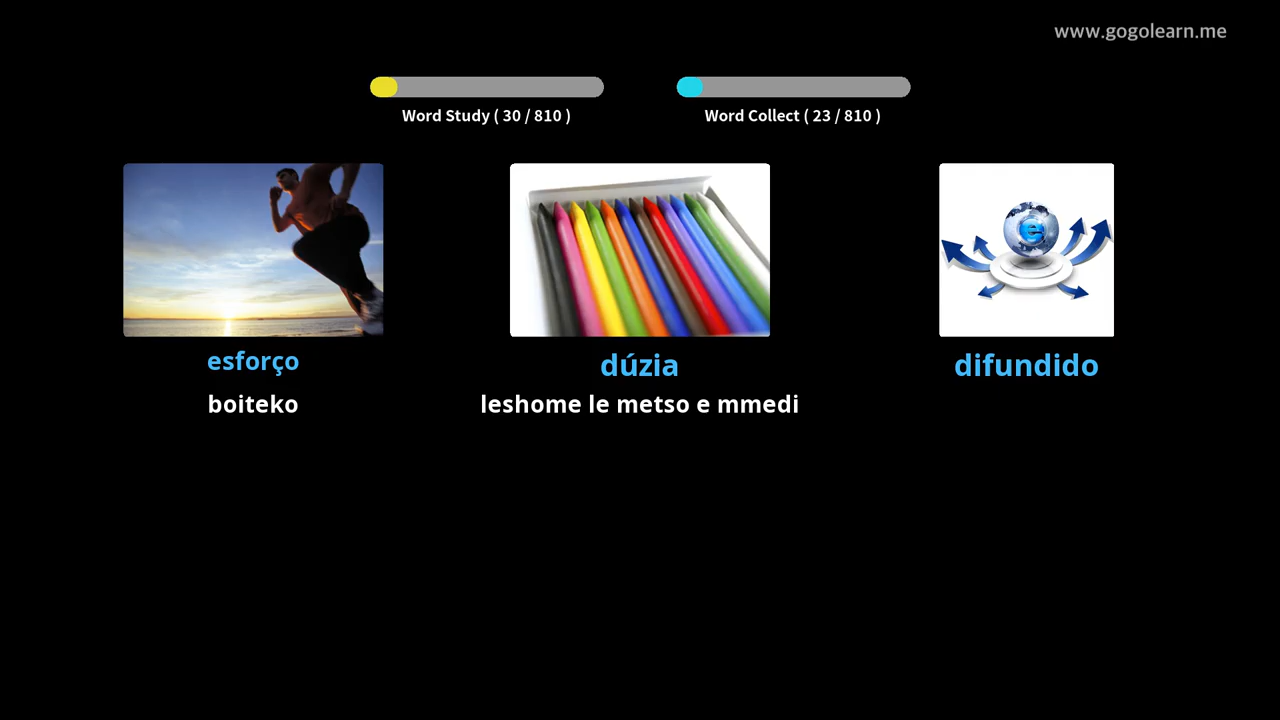 www.gogolearn.me
Word Study ( 30 / 810 )
Word Collect ( 23 / 810 )
esforço
dúzia
difundido
boiteko
leshome le metso e mmedi